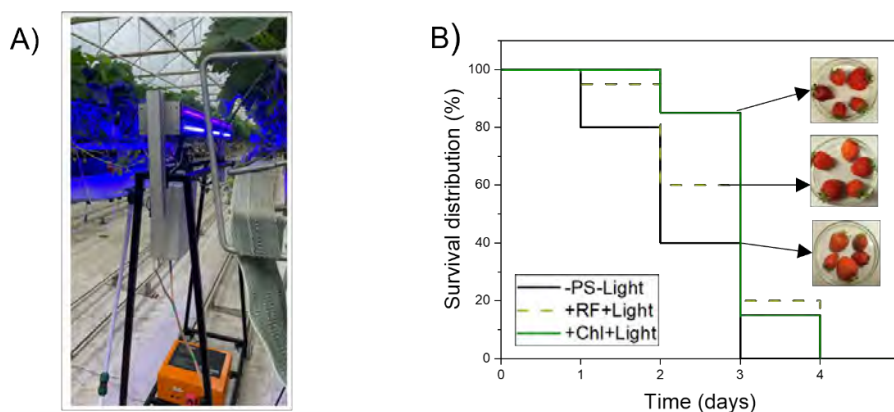 A)
B)
100
80
60
40
20
0
Survival distribution (%)
-PS-Light
+RF+Light
+Chl+Light
0 1 2 3 4
Time (days)